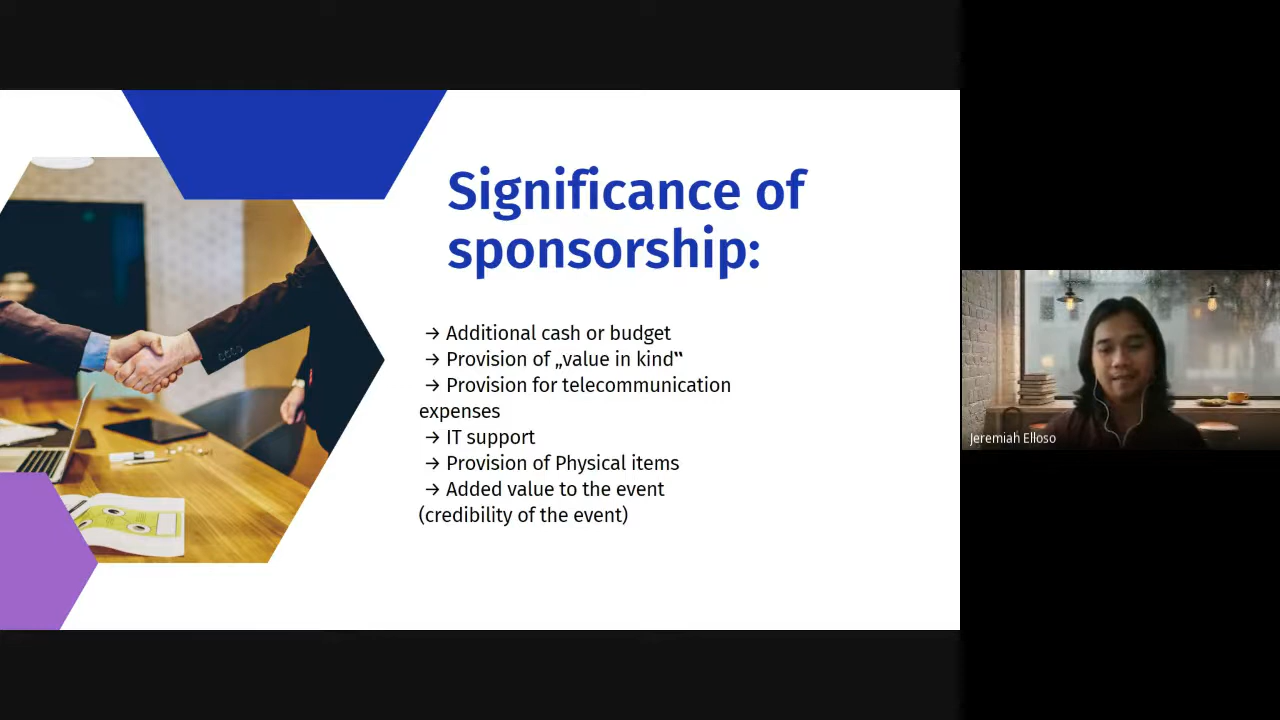 Significance of
sponsorship:
→ Additional cash or budget
→ Provision of „value in kind‟
→ Provision for telecommunication
expenses
→ IT support
→ Provision of Physical items
→ Added value to the event
(credibility of the event)
Jeremiah Elloso